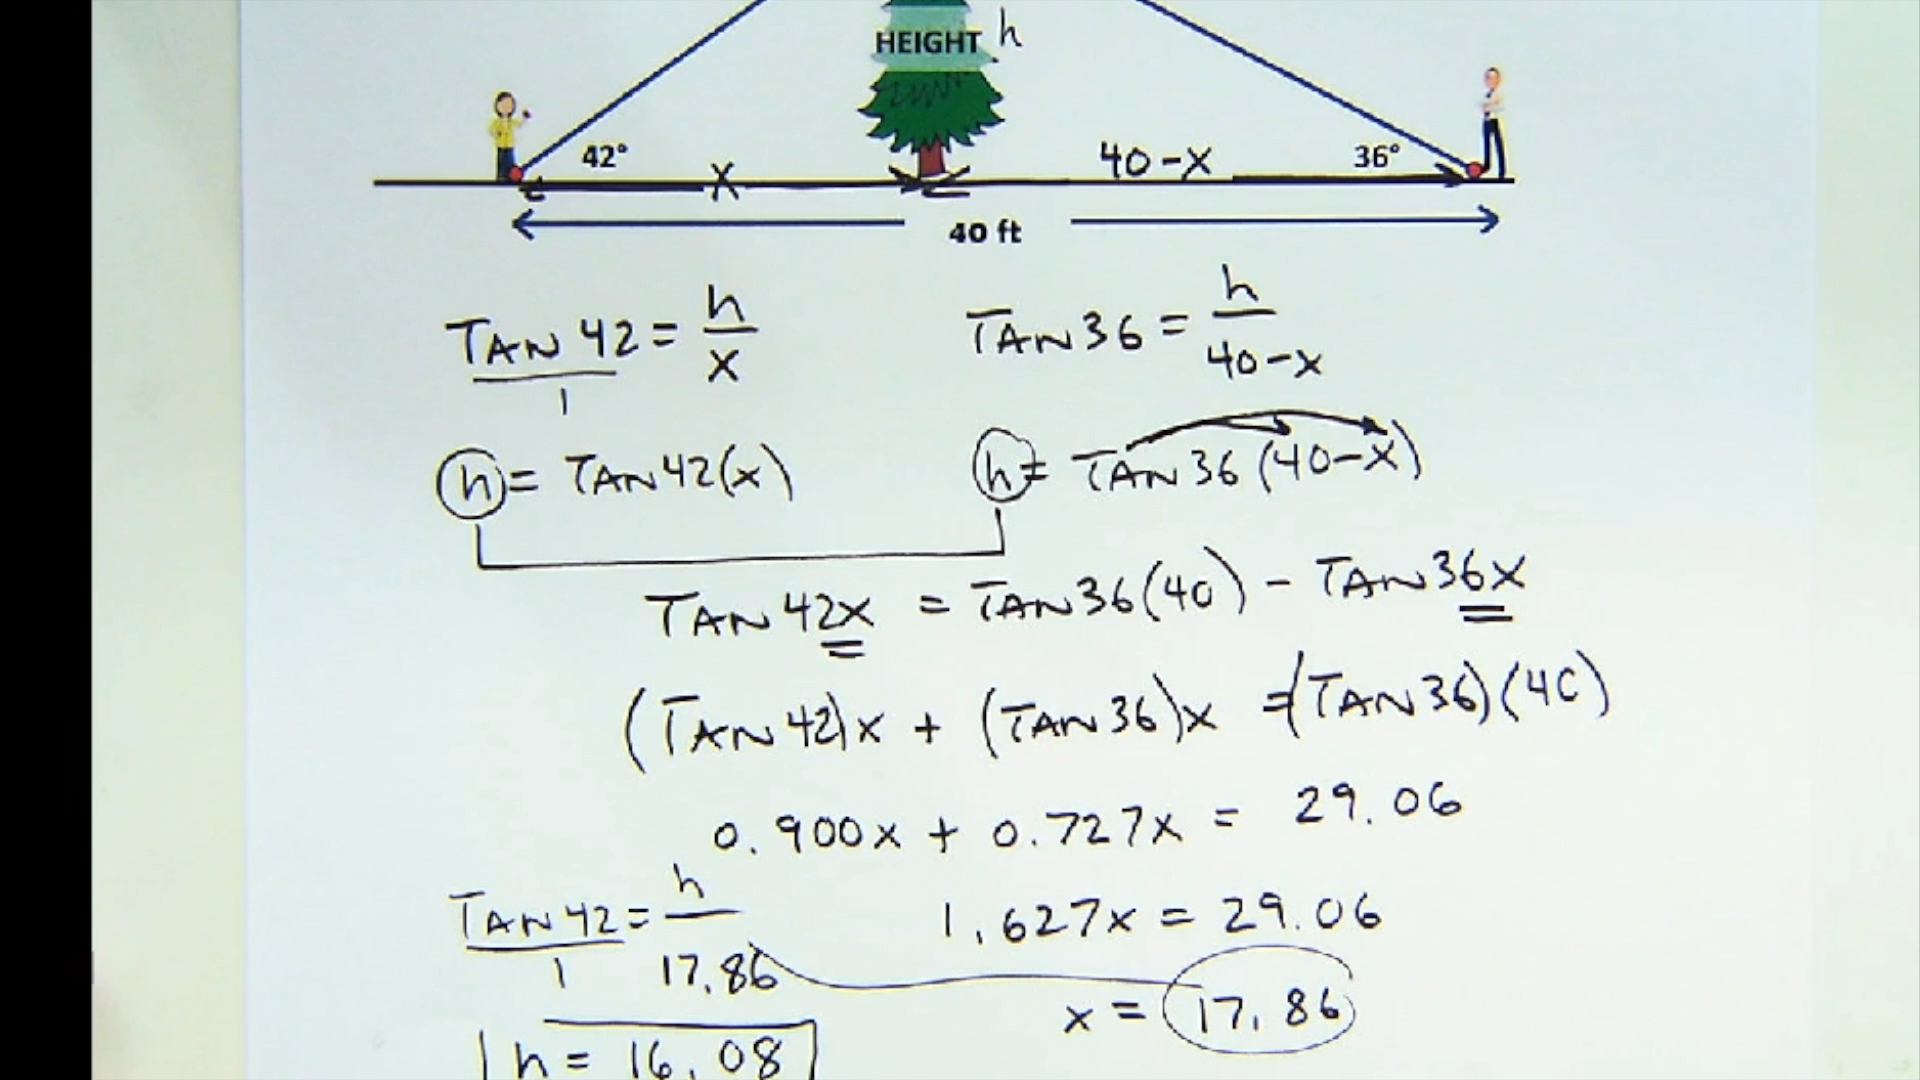 HEIGHT h
42° x 40-x 36°
40 ft
TAN 42 = h/x TAN 36 = h/40-x
1
h = TAN 42(x) h = TAN 36 (40-x)
TAN 42x = TAN 36(40) - TAN 36x
(TAN 42)x + (TAN 36)x = (TAN 36)(40)
0.900x + 0.727x = 29.06
TAN 42/1 = h/17.86 1.627x = 29.06
x = 17.86
h = 16.08